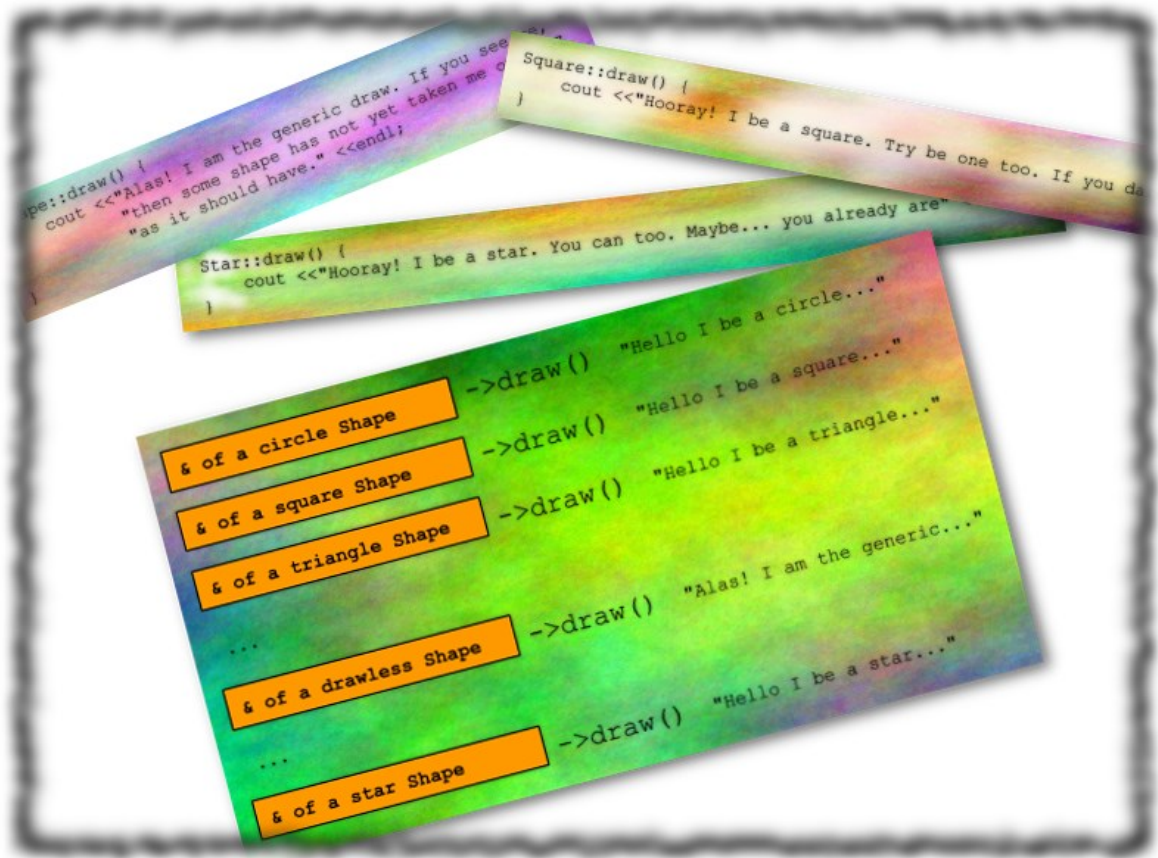 pe::draw() {
cout <<"Alas! I am the generic draw. If you see me,
"then some shape has not yet taken me o
"as it should have." <<endl;
}
Square::draw() {
cout <<"Hooray! I be a square. Try be one too. If you da
}
Star::draw() {
cout <<"Hooray! I be a star. You can too. Maybe... you already are"
}
& of a circle Shape ->draw() "Hello I be a circle..."
& of a square Shape ->draw() "Hello I be a square..."
& of a triangle Shape ->draw() "Hello I be a triangle..."
...
& of a drawless Shape ->draw() "Alas! I am the generic..."
...
& of a star Shape ->draw() "Hello I be a star..."